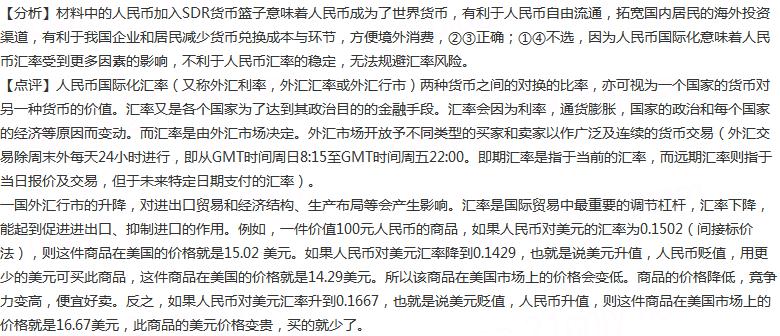 【分析】材料中的人民币加入SDR货币篮子意味着人民币成为了世界货币，有利于人民币自由流通，拓宽国内居民的海外投资
渠道，有利于我国企业和居民减少货币兑换成本与环节，方便境外消费，②③正确；①④不选，因为人民币国际化意味着人民
币汇率受到更多因素的影响，不利于人民币汇率的稳定，无法规避汇率风险。
【点评】人民币国际化汇率（又称外汇利率，外汇汇率或外汇行市）两种货币之间的对换的比率，亦可视为一个国家的货币对
另一种货币的价值。汇率又是各个国家为了达到其政治目的的金融手段。汇率会因为利率，通货膨胀，国家的政治和每个国家
的经济等原因而变动。而汇率是由外汇市场决定。外汇市场开放予不同类型的买家和卖家以作广泛及连续的货币交易（外汇交
易除周末外每天24小时进行，即从GMT时间周日8:15至GMT时间周五22:00。即期汇率是指于当前的汇率，而远期汇率则指于
当日报价及交易，但于未来特定日期支付的汇率）。
一国外汇行市的升降，对进出口贸易和经济结构、生产布局等会产生影响。汇率是国际贸易中最重要的调节杠杆，汇率下降，
能起到促进进出口、抑制进口的作用。例如，一件价值100元人民币的商品，如果人民币对美元的汇率为0.1502（间接标价
法），则这件商品在美国的价格就是15.02 美元。如果人民币对美元汇率降到0.1429，也就是说美元升值，人民币贬值，用更
少的美元可买此商品，这件商品在美国的价格就是14.29美元。所以该商品在美国市场上的价格会变低。商品的价格降低，竞争
力变高，便宜好卖。反之，如果人民币对美元汇率升到0.1667，也就是说美元贬值，人民币升值，则这件商品在美国市场上的
价格就是16.67美元，此商品的美元价格变贵，买的就少了。